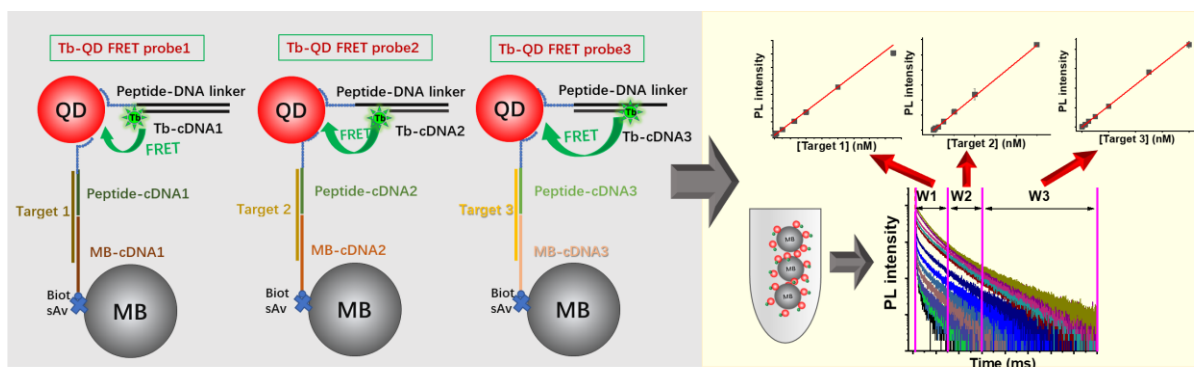 Tb-QD FRET probe1
QD
Peptide-DNA linker
Tb
Tb-cDNA1
FRET
Peptide-cDNA1
Target 1
MB-cDNA1
Biot
sAv
MB
Tb-QD FRET probe2
QD
Peptide-DNA linker
Tb
FRET
Tb-cDNA2
Peptide-cDNA2
Target 2
MB-cDNA2
Biot
sAv
MB
Tb-QD FRET probe3
QD
Peptide-DNA linker
Tb
FRET
Tb-cDNA3
Peptide-cDNA3
Target 3
MB-cDNA3
Biot
sAv
MB
PL intensity
[Target 1] (nM)
PL intensity
[Target 2] (nM)
PL intensity
[Target 3] (nM)
MB
MB
MB
W1
W2
W3
PL intensity
Time (ms)